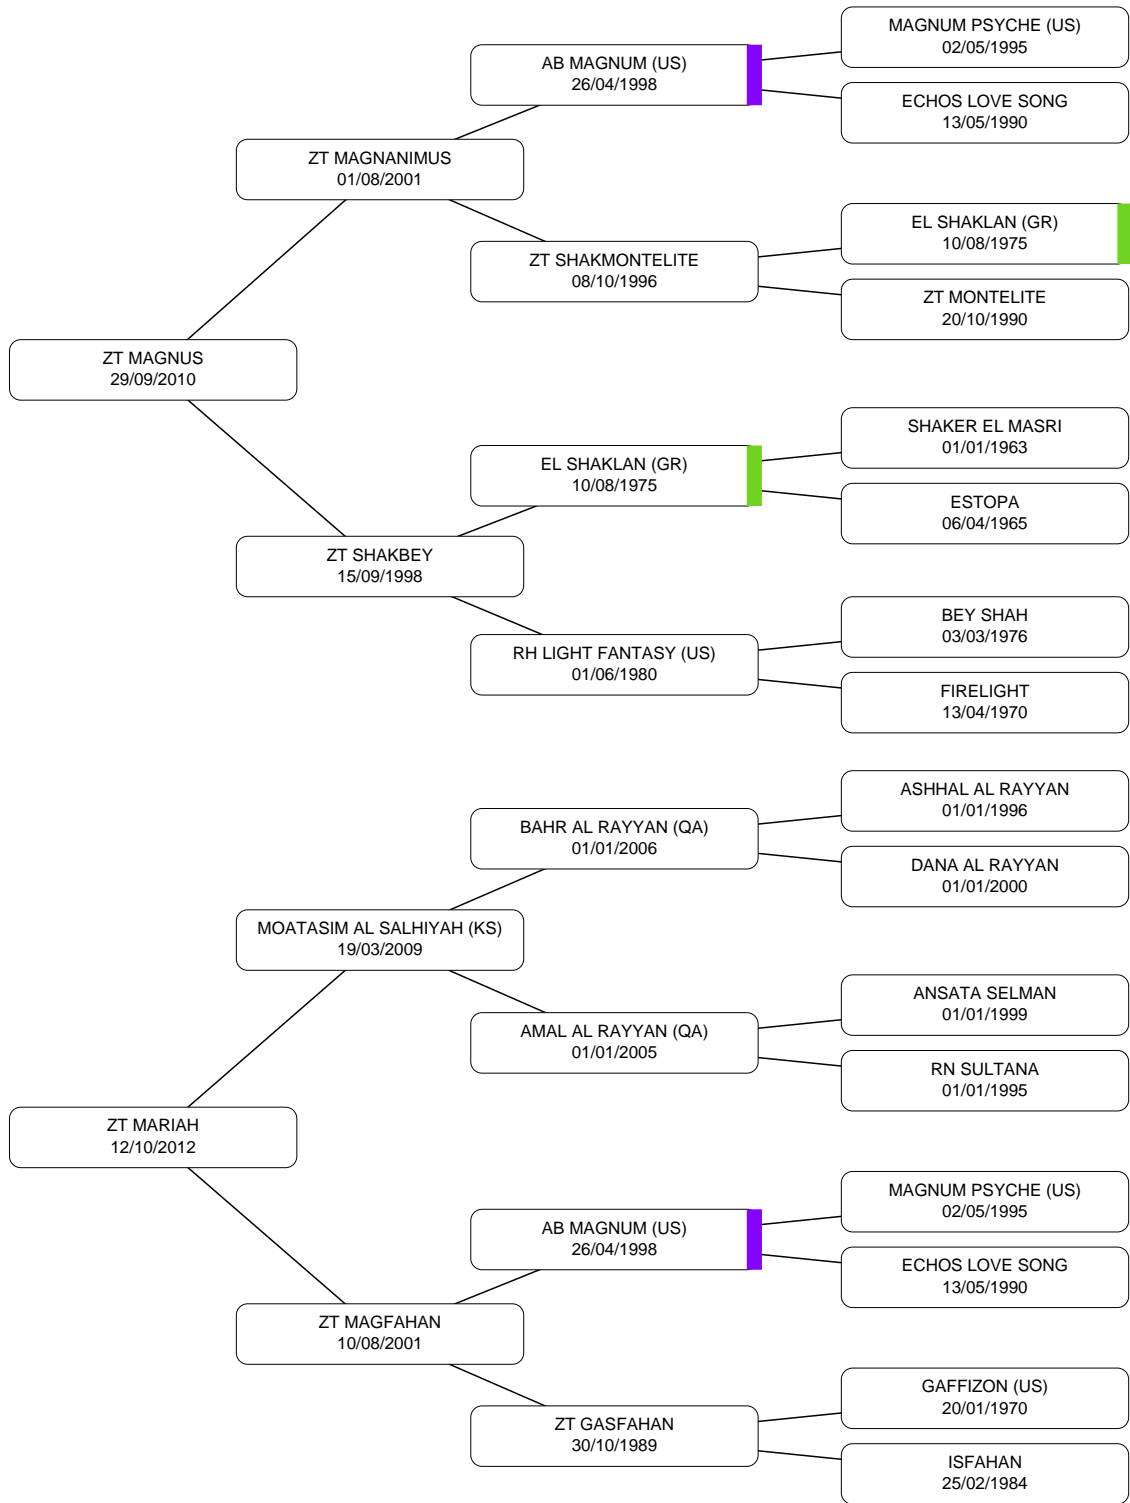 MAGNUM PSYCHE (US)
02/05/1995
AB MAGNUM (US)
26/04/1998
ECHOS LOVE SONG
13/05/1990
ZT MAGNANIMUS
01/08/2001
EL SHAKLAN (GR)
10/08/1975
ZT SHAKMONTELITE
08/10/1996
ZT MONTELITE
20/10/1990
ZT MAGNUS
29/09/2010
SHAKER EL MASRI
01/01/1963
EL SHAKLAN (GR)
10/08/1975
ESTOPA
06/04/1965
ZT SHAKBEY
15/09/1998
BEY SHAH
03/03/1976
RH LIGHT FANTASY (US)
01/06/1980
FIRELIGHT
13/04/1970
ASHHAL AL RAYYAN
01/01/1996
BAHR AL RAYYAN (QA)
01/01/2006
DANA AL RAYYAN
01/01/2000
MOATASIM AL SALHIYAH (KS)
19/03/2009
ANSATA SELMAN
01/01/1999
AMAL AL RAYYAN (QA)
01/01/2005
RN SULTANA
01/01/1995
ZT MARIAH
12/10/2012
MAGNUM PSYCHE (US)
02/05/1995
AB MAGNUM (US)
26/04/1998
ECHOS LOVE SONG
13/05/1990
ZT MAGFAHAN
10/08/2001
GAFFIZON (US)
20/01/1970
ZT GASFAHAN
30/10/1989
ISFAHAN
25/02/1984